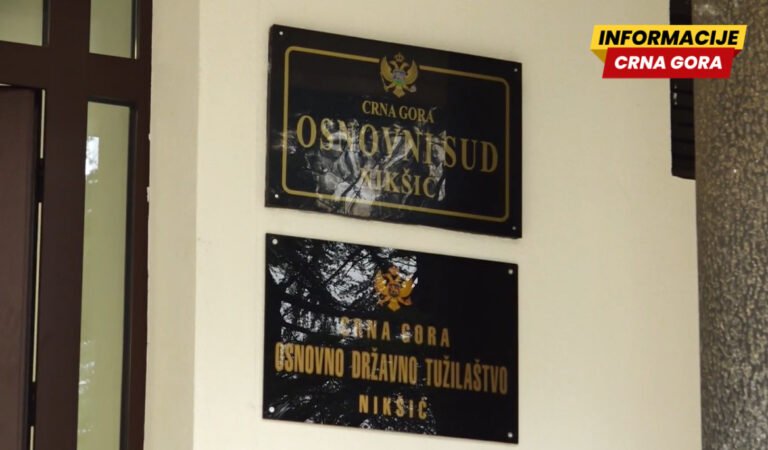 INFORMACIJE
CRNA GORA
CRNA GORA
OSNOVNI SUD
NIKŠIĆ
CRNA GORA
OSNOVNO DRŽAVNO TUŽILAŠTVO
NIKŠIĆ